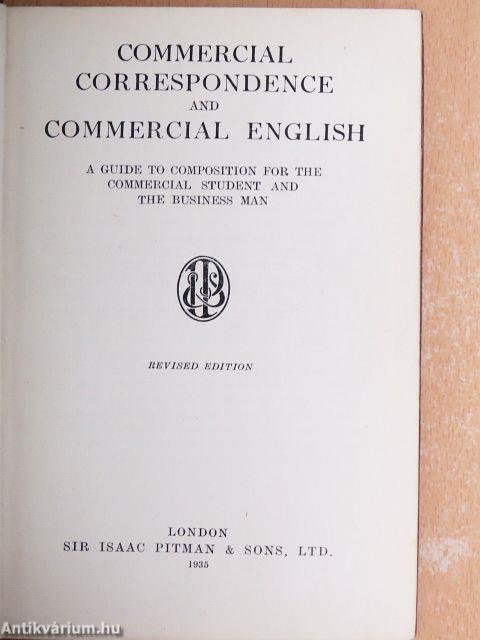 COMMERCIAL
CORRESPONDENCE
AND
COMMERCIAL ENGLISH
A GUIDE TO COMPOSITION FOR THE
COMMERCIAL STUDENT AND
THE BUSINESS MAN
REVISED EDITION
LONDON
SIR ISAAC PITMAN & SONS, LTD.
1935
Antikvárium.hu